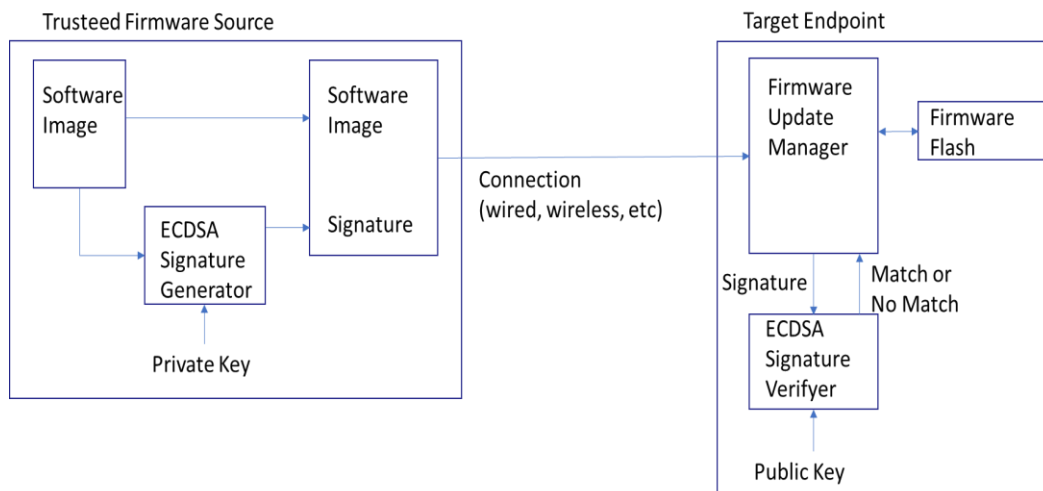 Trusteed Firmware Source
Software
Image
Software
Image
Signature
ECDSA
Signature
Generator
Private Key
Connection
(wired, wireless, etc)
Target Endpoint
Firmware
Update
Manager
Firmware
Flash
Signature
Match or
No Match
ECDSA
Signature
Verifyer
Public Key